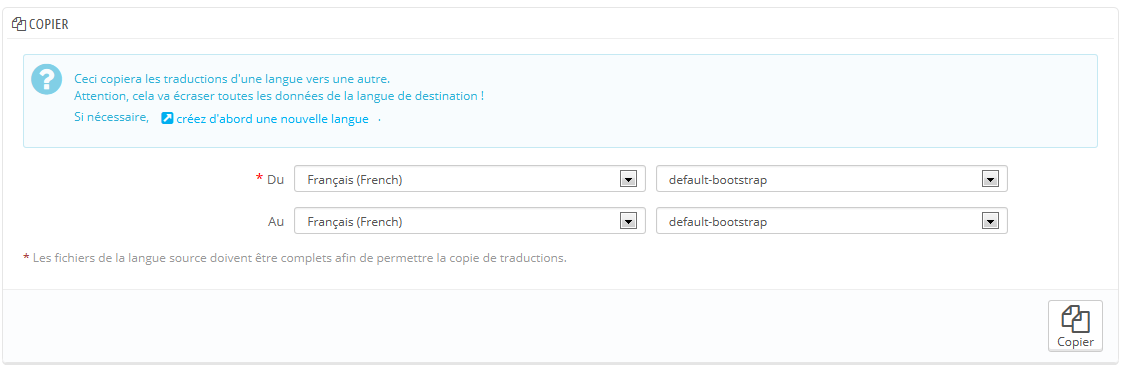 COPIER
Ceci copiera les traductions d'une langue vers une autre.
Attention, cela va écraser toutes les données de la langue de destination !
Si nécessaire, créez d'abord une nouvelle langue .
* Du Français (French) default-bootstrap
Au Français (French) default-bootstrap
* Les fichiers de la langue source doivent être complets afin de permettre la copie de traductions.
Copier